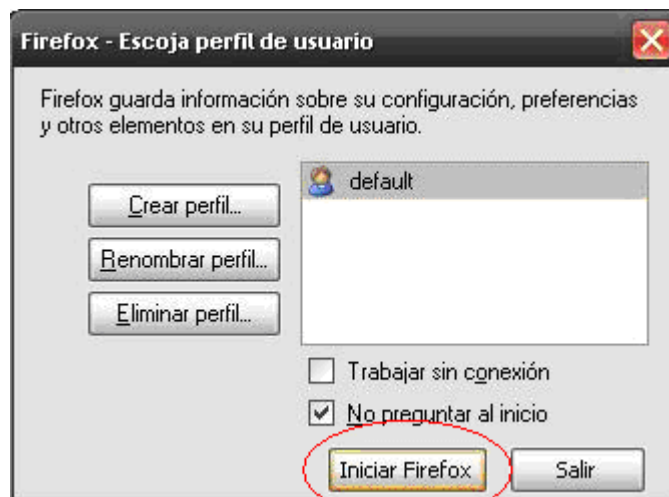 Firefox - Escoja perfil de usuario
Firefox guarda información sobre su configuración, preferencias
y otros elementos en su perfil de usuario.
default
Crear perfil...
Renombrar perfil...
Eliminar perfil...
Trabajar sin conexión
No preguntar al inicio
Iniciar Firefox
Salir